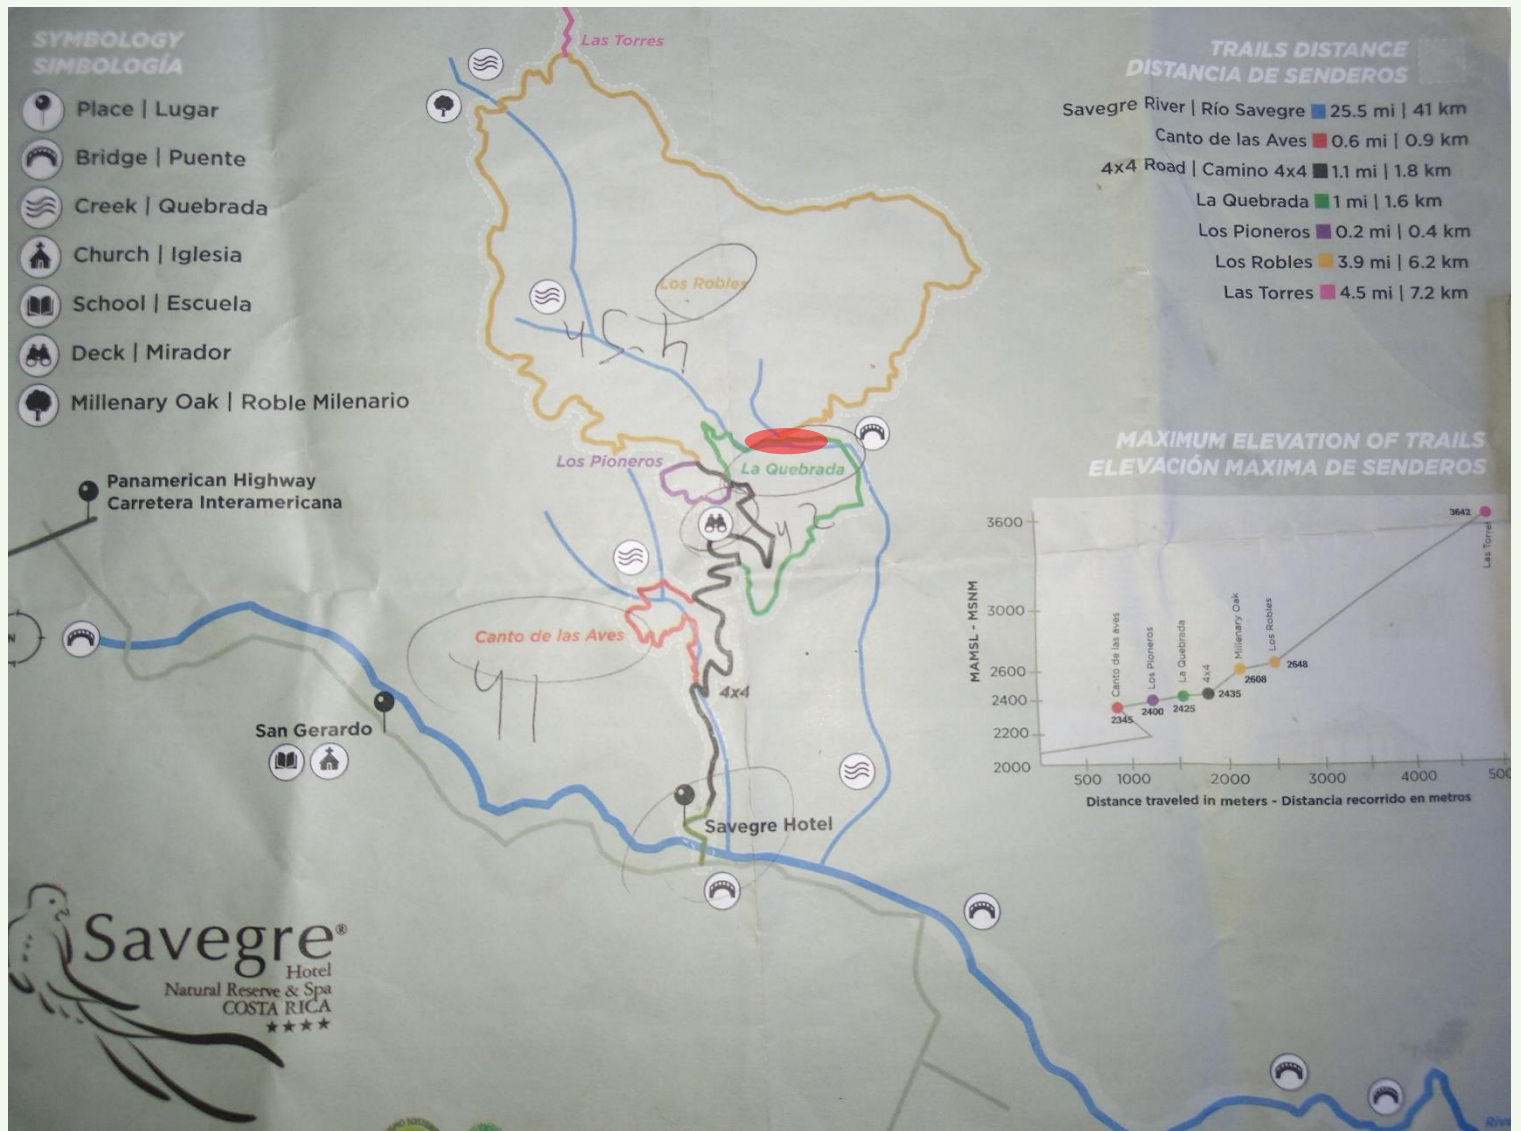 SYMBOLOGY
SIMBOLOGÍA
Place | Lugar
Bridge | Puente
Creek | Quebrada
Church | Iglesia
School | Escuela
Deck | Mirador
Millenary Oak | Roble Milenario
Las Torres
TRAILS DISTANCE
DISTANCIA DE SENDEROS
Savegre River | Río Savegre 25.5 mi | 41 km
Canto de las Aves 0.6 mi | 0.9 km
4x4 Road | Camino 4x4 1.1 mi | 1.8 km
La Quebrada 1 mi | 1.6 km
Los Pioneros 0.2 mi | 0.4 km
Los Robles 3.9 mi | 6.2 km
Las Torres 4.5 mi | 7.2 km
Los Robles
Los Pioneros
La Quebrada
Panamerican Highway
Carretera Interamericana
Canto de las Aves
41
4x4
San Gerardo
Savegre Hotel
MAXIMUM ELEVATION OF TRAILS
ELEVACIÓN MAXIMA DE SENDEROS
MAMSL - MSNM
3600
3000
2600
2400
2200
2000
Canto de las aves
2345
Los Pioneros
2400
La Quebrada
2425
4x4
2435
Millenary Oak
2608
Los Robles
2648
Las Torres
3642
500 1000 2000 3000 4000
Distance traveled in meters - Distancia recorrido en metros
Savegre®
Hotel
Natural Reserve & Spa
COSTA RICA